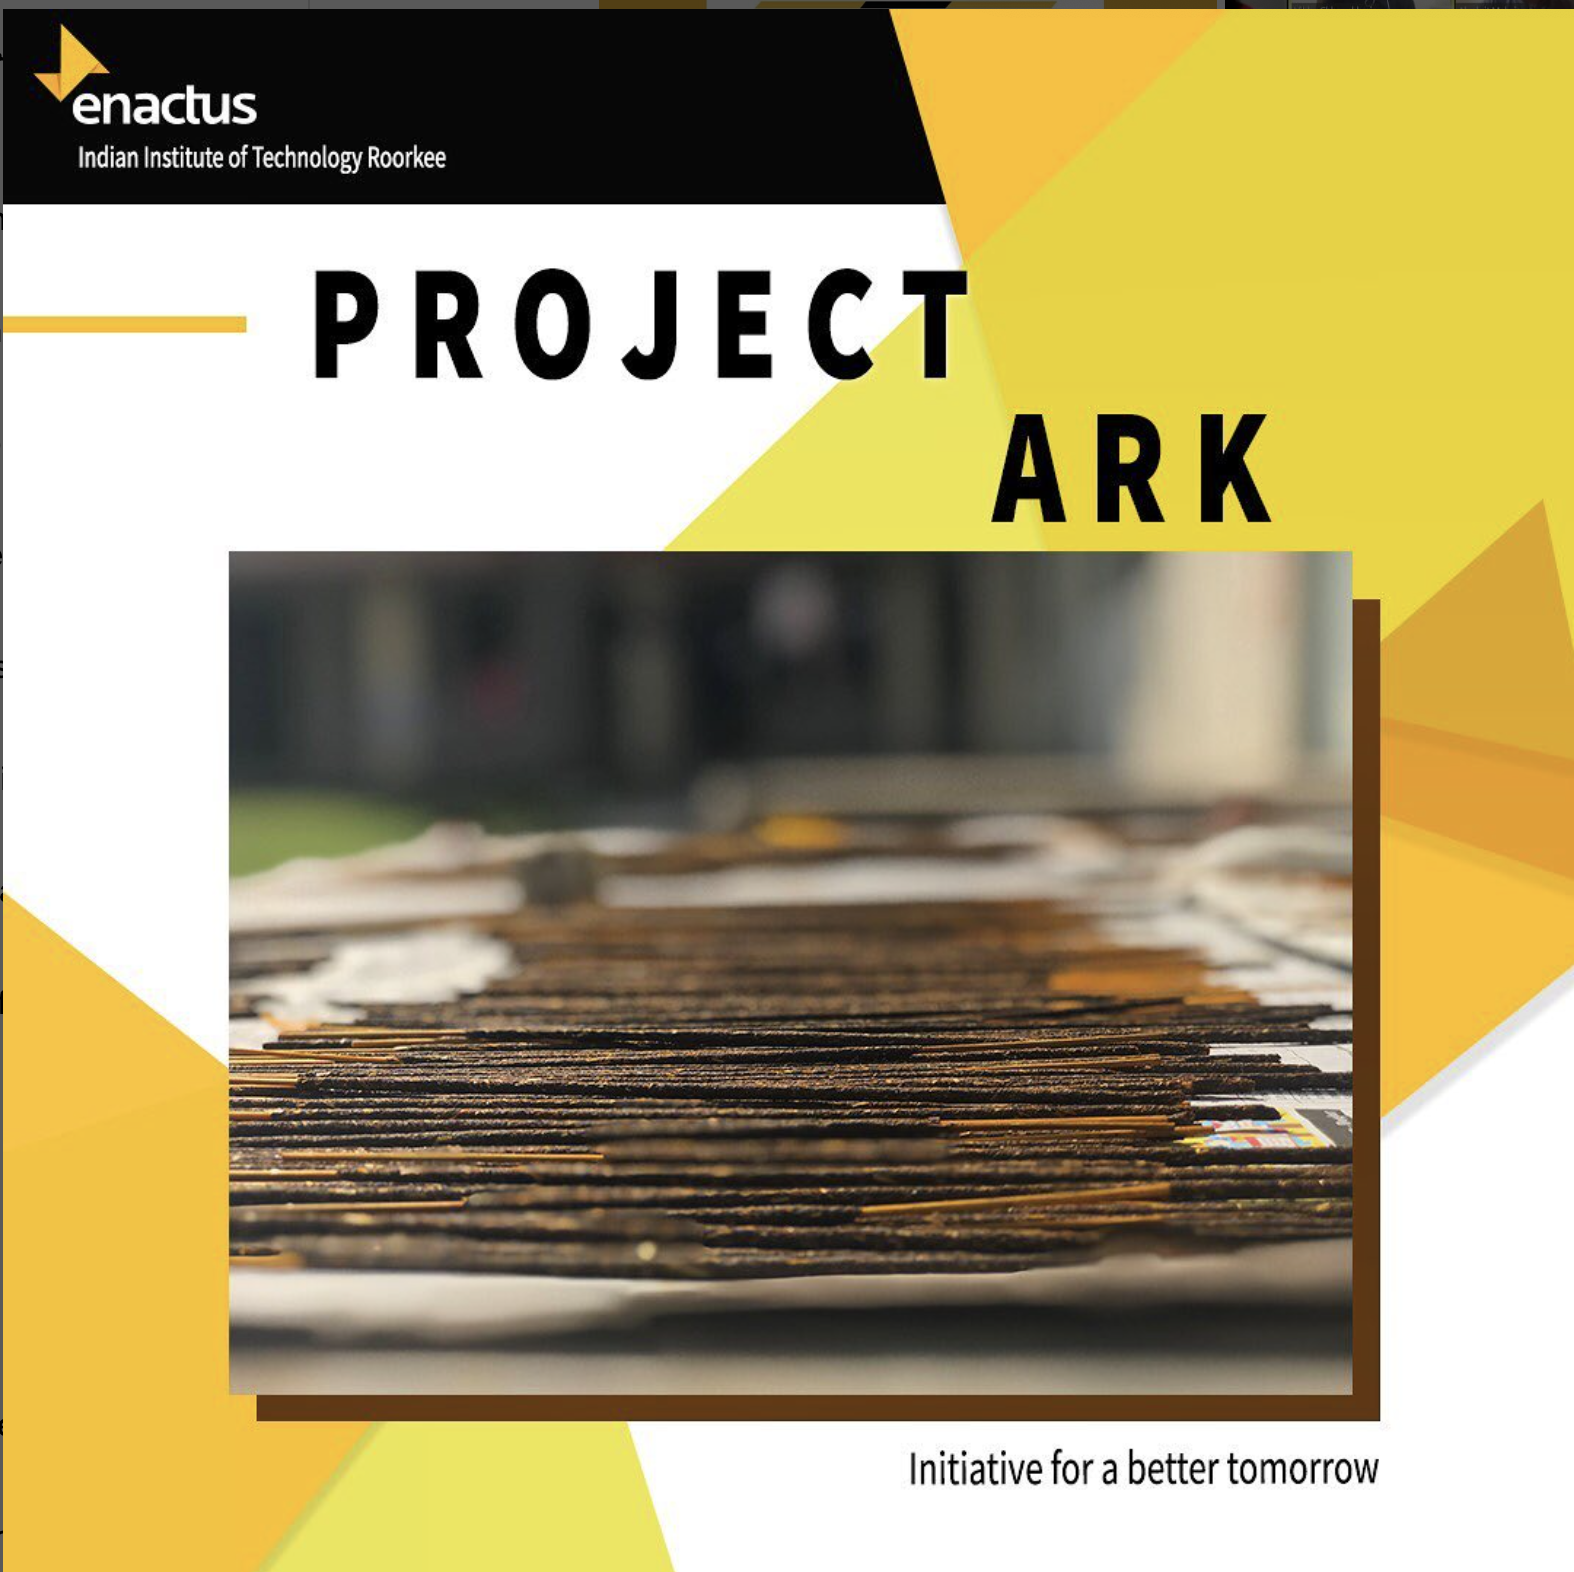 enactus
Indian Institute of Technology Roorkee
PROJECT
ARK
Initiative for a better tomorrow